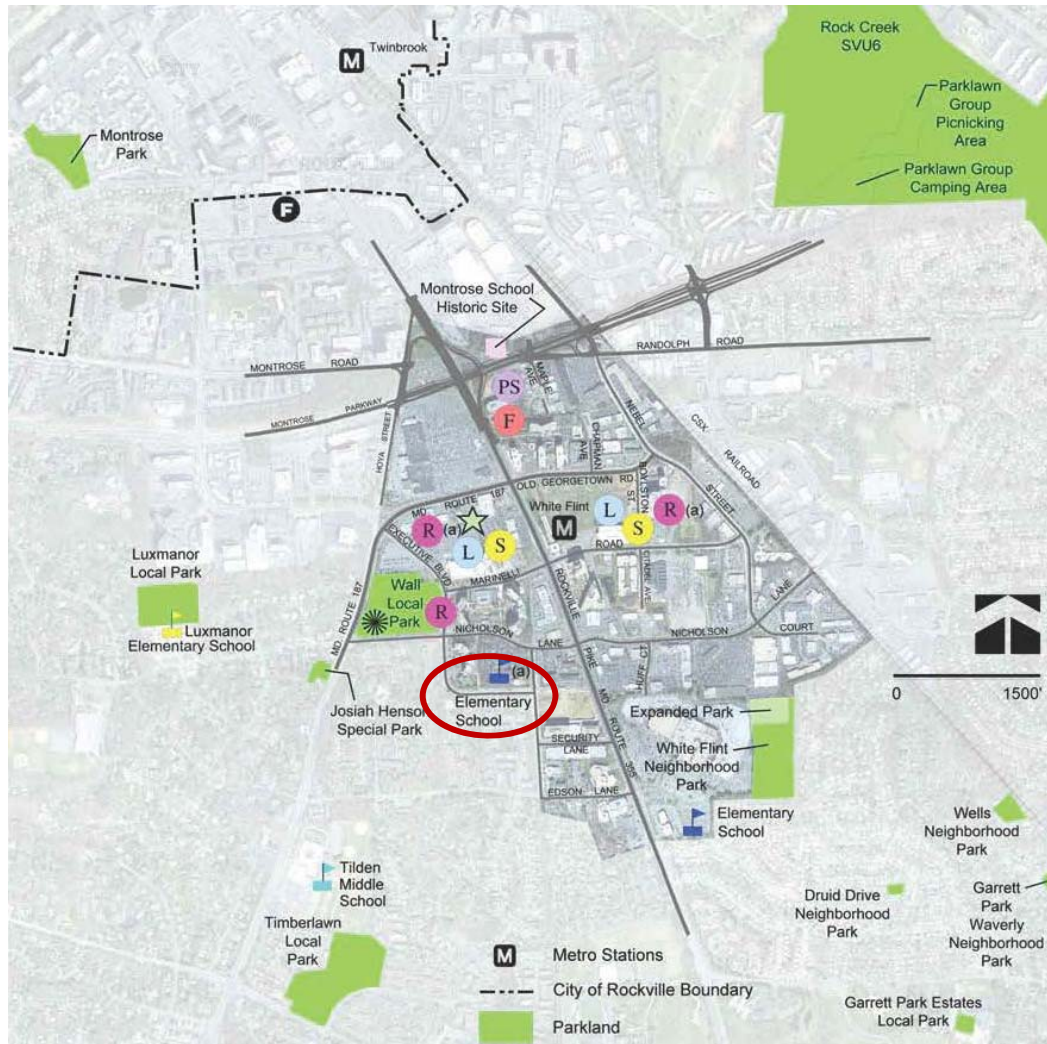 Twinbrook
M
Rock Creek
SVU6
Parklawn
Group
Picnicking
Area
Parklawn Group
Camping Area
Montrose
Park
F
Montrose School
Historic Site
MONTROSE ROAD
RANDOLPH ROAD
MONTROSE PARKWAY
HOYA STREET
MAPLE AVE
PS
F
NEBEL STREET
CSX RAILROAD
CHAPMAN AVE
OLD GEORGETOWN RD.
MD. ROUTE 187
White Flint
M
L
S
R (a)
R (a)
L
S
EXECUTIVE BLVD
MARINELLI ROAD
ROCKVILLE PIKE
MD. ROUTE 355
Wall
Local
Park
R
NICHOLSON LANE
NICHOLSON COURT
LANE
MD. ROUTE 187
Luxmanor
Local Park
Luxmanor
Elementary School
Josiah Henson
Special Park
(a)
Elementary
School
HUFF CT
0 1500'
Expanded Park
White Flint
Neighborhood
Park
SECURITY
LANE
EDSON LANE
Elementary
School
Wells
Neighborhood
Park
Tilden
Middle
School
Timberlawn
Local
Park
Druid Drive
Neighborhood
Park
Garrett
Park
Waverly
Neighborhood
Park
Garrett Park Estates
Local Park
M Metro Stations
City of Rockville Boundary
Parkland